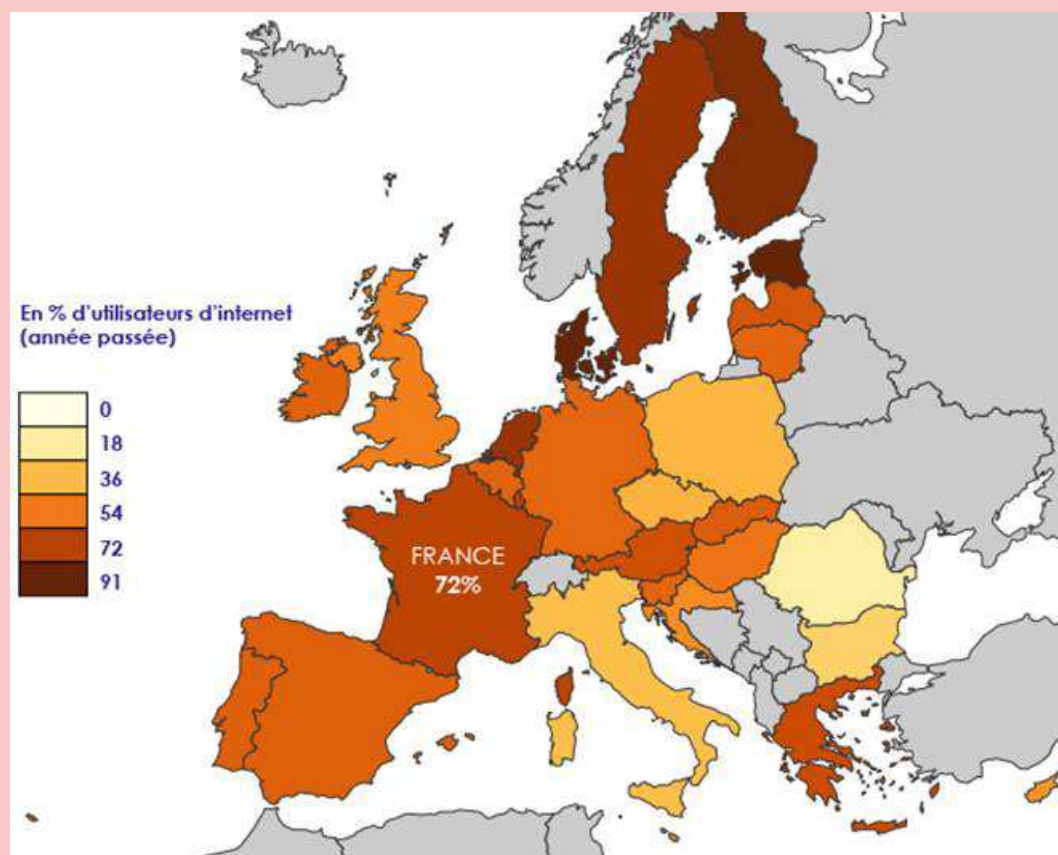 En % d'utilisateurs d'internet
(année passée)
0
18
36
54
72
91
FRANCE
72%